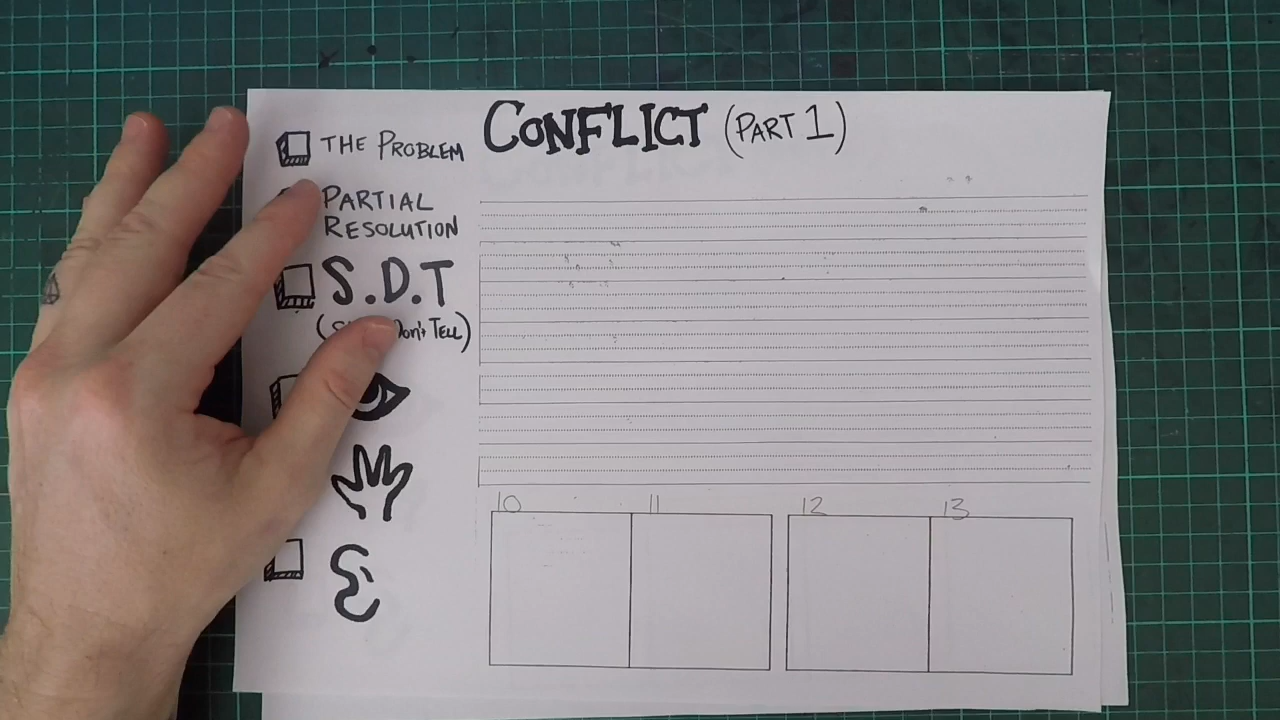 THE PROBLEM
CONFLICT (PART 1)
PARTIAL
RESOLUTION
S.D.T
Don't TELL)
10 11 12 13